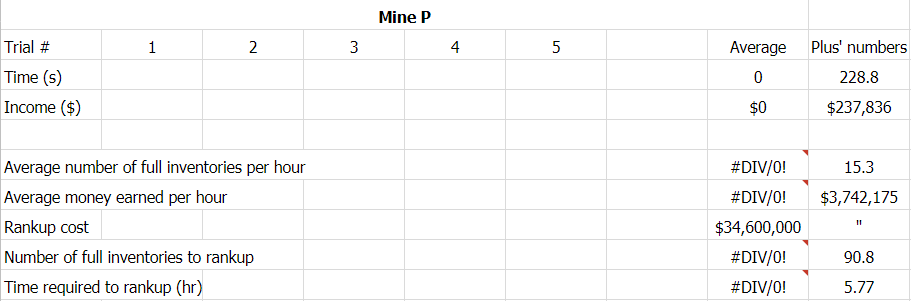 Mine P
Trial # 1 2 3 4 5 Average Plus' numbers
Time (s) 0 228.8
Income ($) $0 $237,836
Average number of full inventories per hour #DIV/0! 15.3
Average money earned per hour #DIV/0! $3,742,175
Rankup cost $34,600,000 "
Number of full inventories to rankup #DIV/0! 90.8
Time required to rankup (hr) #DIV/0! 5.77